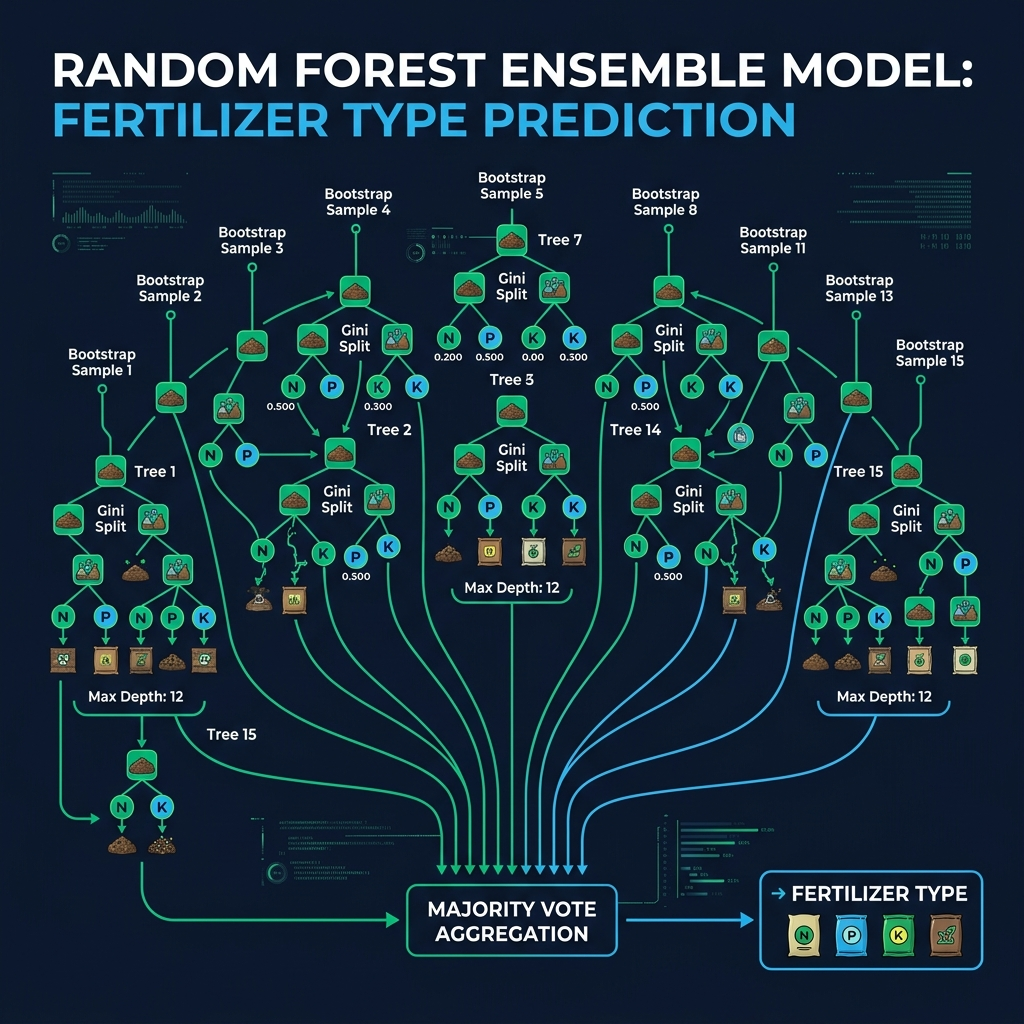 RANDOM FOREST ENSEMBLE MODEL:
FERTILIZER TYPE PREDICTION
Bootstrap
Sample 5
Bootstrap
Sample 4
Bootstrap
Sample 8
Bootstrap
Sample 3
Bootstrap
Sample 11
Tree 7
Bootstrap
Sample 2
Bootstrap
Sample 13
Gini
Split
N P K K
0.200 0.500 0.00 0.300
Bootstrap
Sample 1
Bootstrap
Sample 15
Gini
Split
N P K K
0.500 0.300
Gini
Split
N P K K
0.500
Tree 3
Tree 2
Tree 14
N P
N P
Gini
Split
N P K K
Max Depth: 12
Tree 1
Gini
Split
N P N P K
Max Depth: 12
Gini
Split
N K P K
0.500
Gini
Split
N P N K
0.500
Tree 15
Gini
Split
N P
N P K
Max Depth: 12
Tree 15
N K
MAJORITY VOTE
AGGREGATION
→ FERTILIZER TYPE
N P K